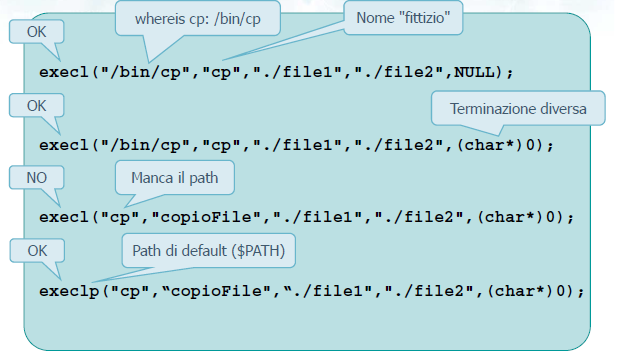 whereis cp: /bin/cp
Nome "fittizio"
OK
execl("/bin/cp","cp","./file1","./file2",NULL);
OK
Terminazione diversa
execl("/bin/cp","cp","./file1","./file2",(char*)0);
NO
Manca il path
execl("cp","copioFile","./file1","./file2",(char*)0);
OK
Path di default ($PATH)
execlp("cp",“copioFile",“./file1","./file2",(char*)0);